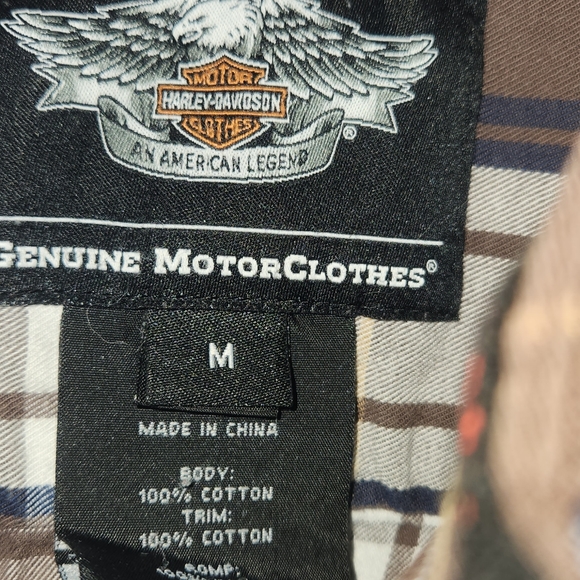 MOTOR
HARLEY-DAVIDSON
CLOTHES
AN AMERICAN LEGEND
®
GENUINE MOTORCLOTHES®
M
MADE IN CHINA
BODY:
100% COTTON
TRIM:
100% COTTON